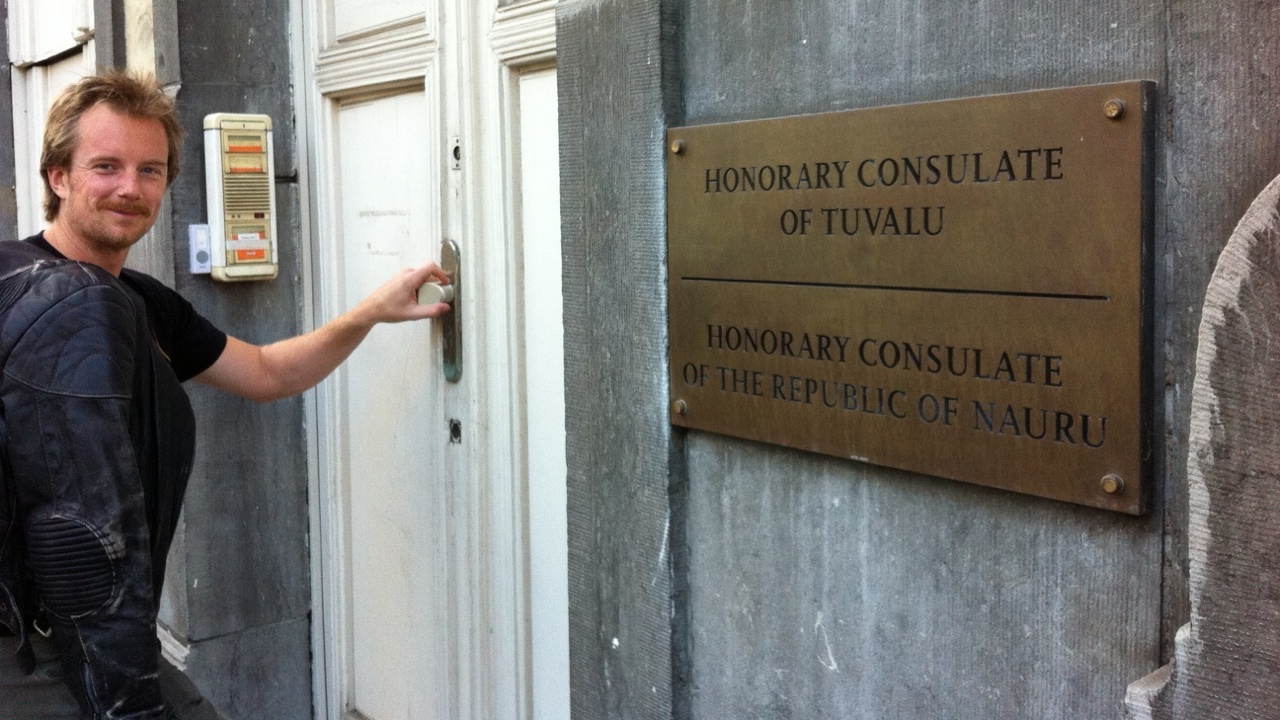 HONORARY CONSULATE
OF TUVALU
HONORARY CONSULATE
OF THE REPUBLIC OF NAURU